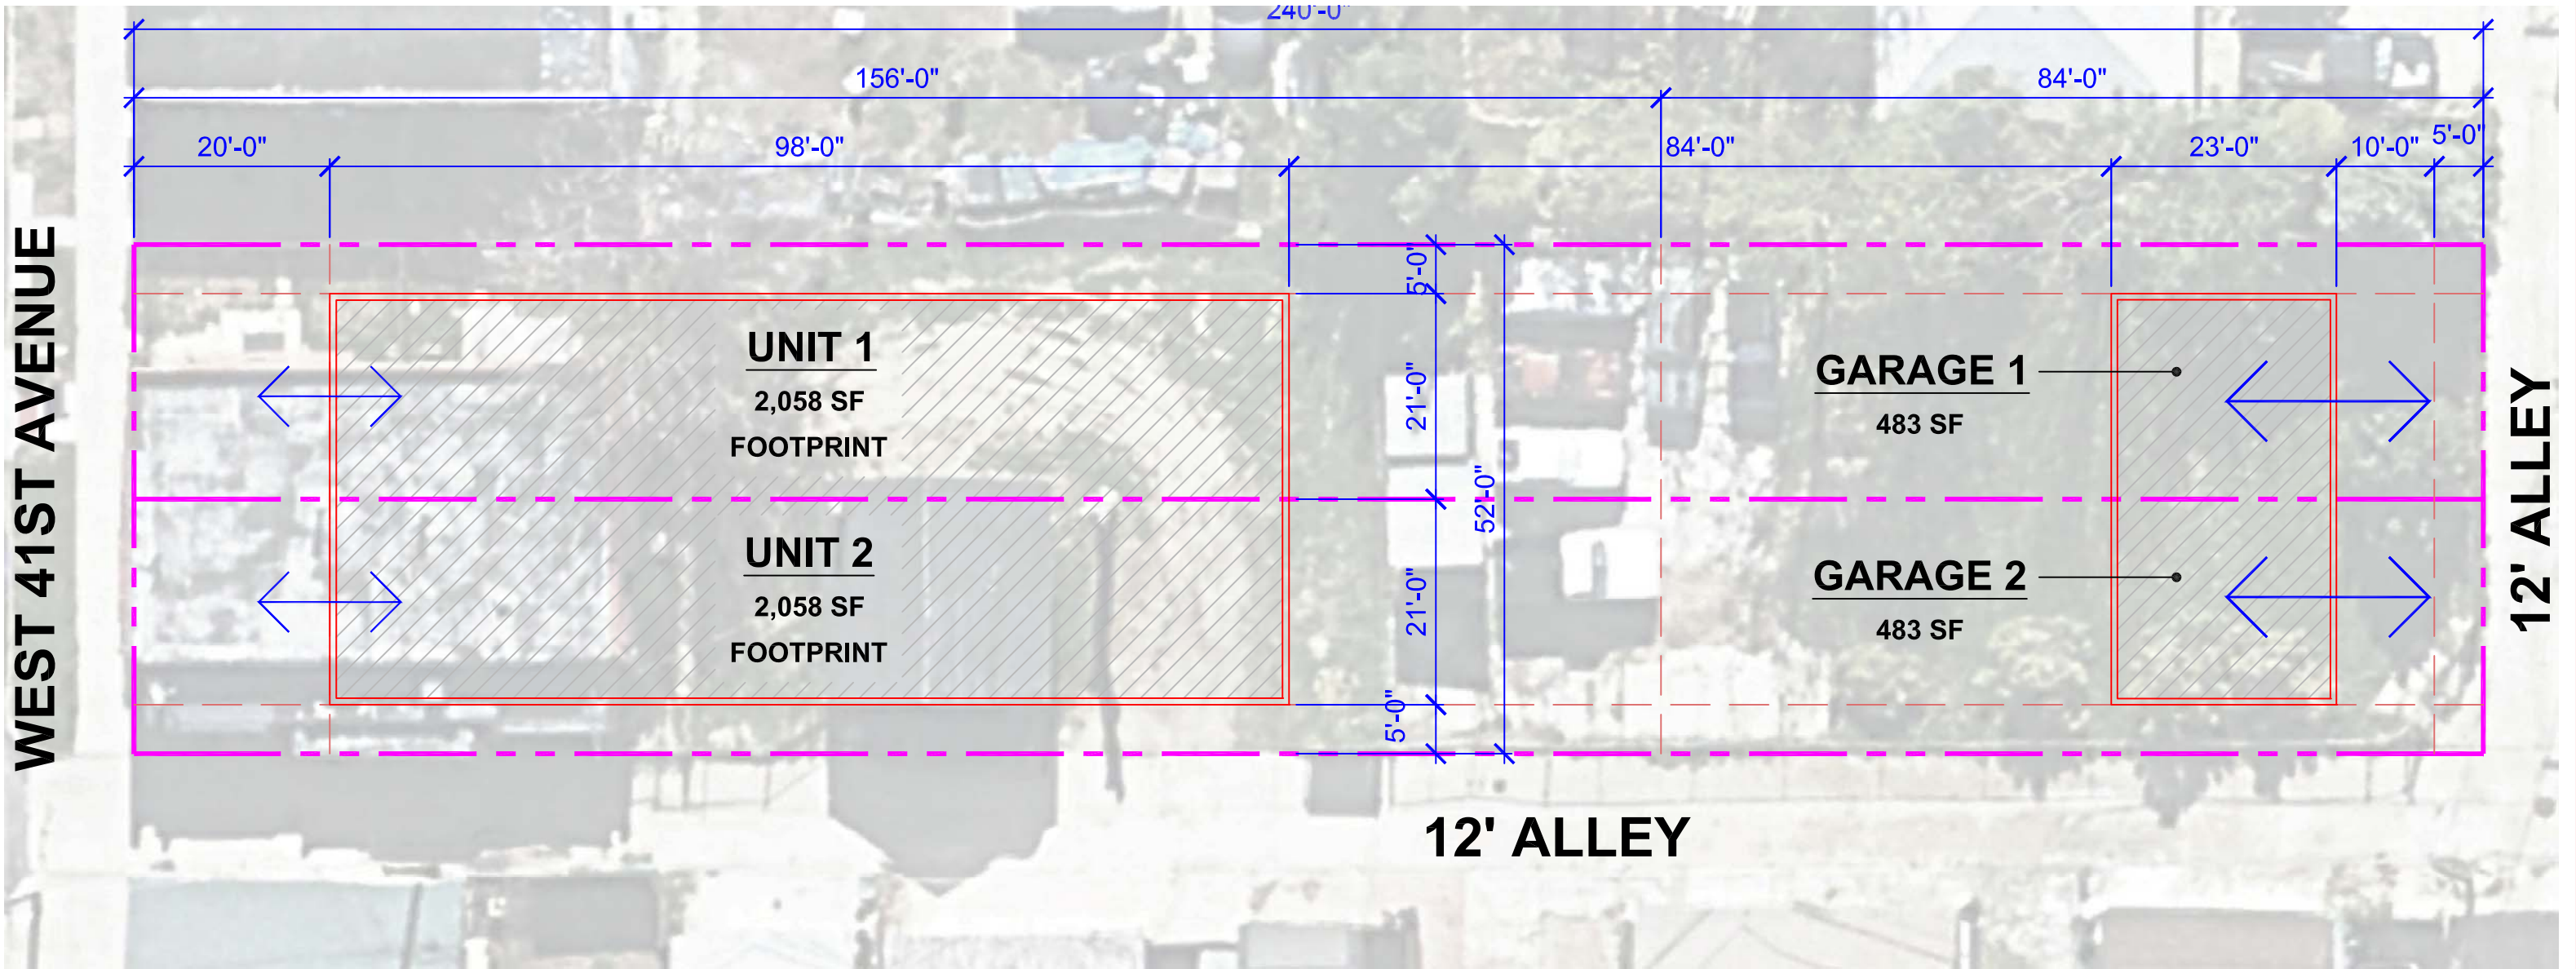 240'-0"
156'-0"
84'-0"
20'-0"
98'-0"
84'-0"
23'-0"
10'-0"
5'-0"
WEST 41ST AVENUE
5'-0"
21'-0"
52'-0"
21'-0"
5'-0"
UNIT 1
2,058 SF
FOOTPRINT
UNIT 2
2,058 SF
FOOTPRINT
GARAGE 1
483 SF
GARAGE 2
483 SF
12' ALLEY
12' ALLEY